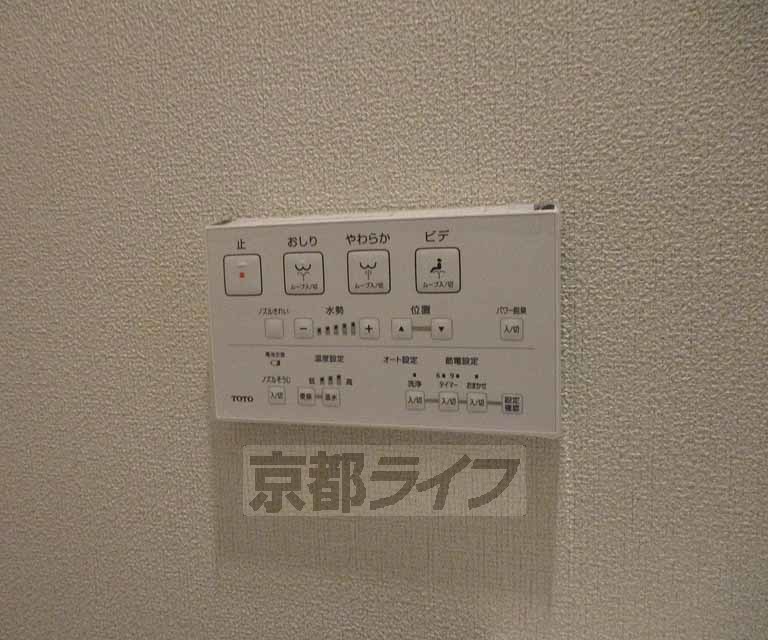 止 おしり やわらか ビデ
ムーブ入/切 ムーブ入/切 ムーブ入/切
ノズルきれい 水勢 位置 パワー脱臭
− + ▲ ▼ 入/切
温度設定 オート設定 節電設定
ノズルそうじ 低 高 洗浄 6 9 タイマー おまかせ
TOTO 入/切 便座 温水 入/切 入/切 入/切 設定確認
京都ライフ